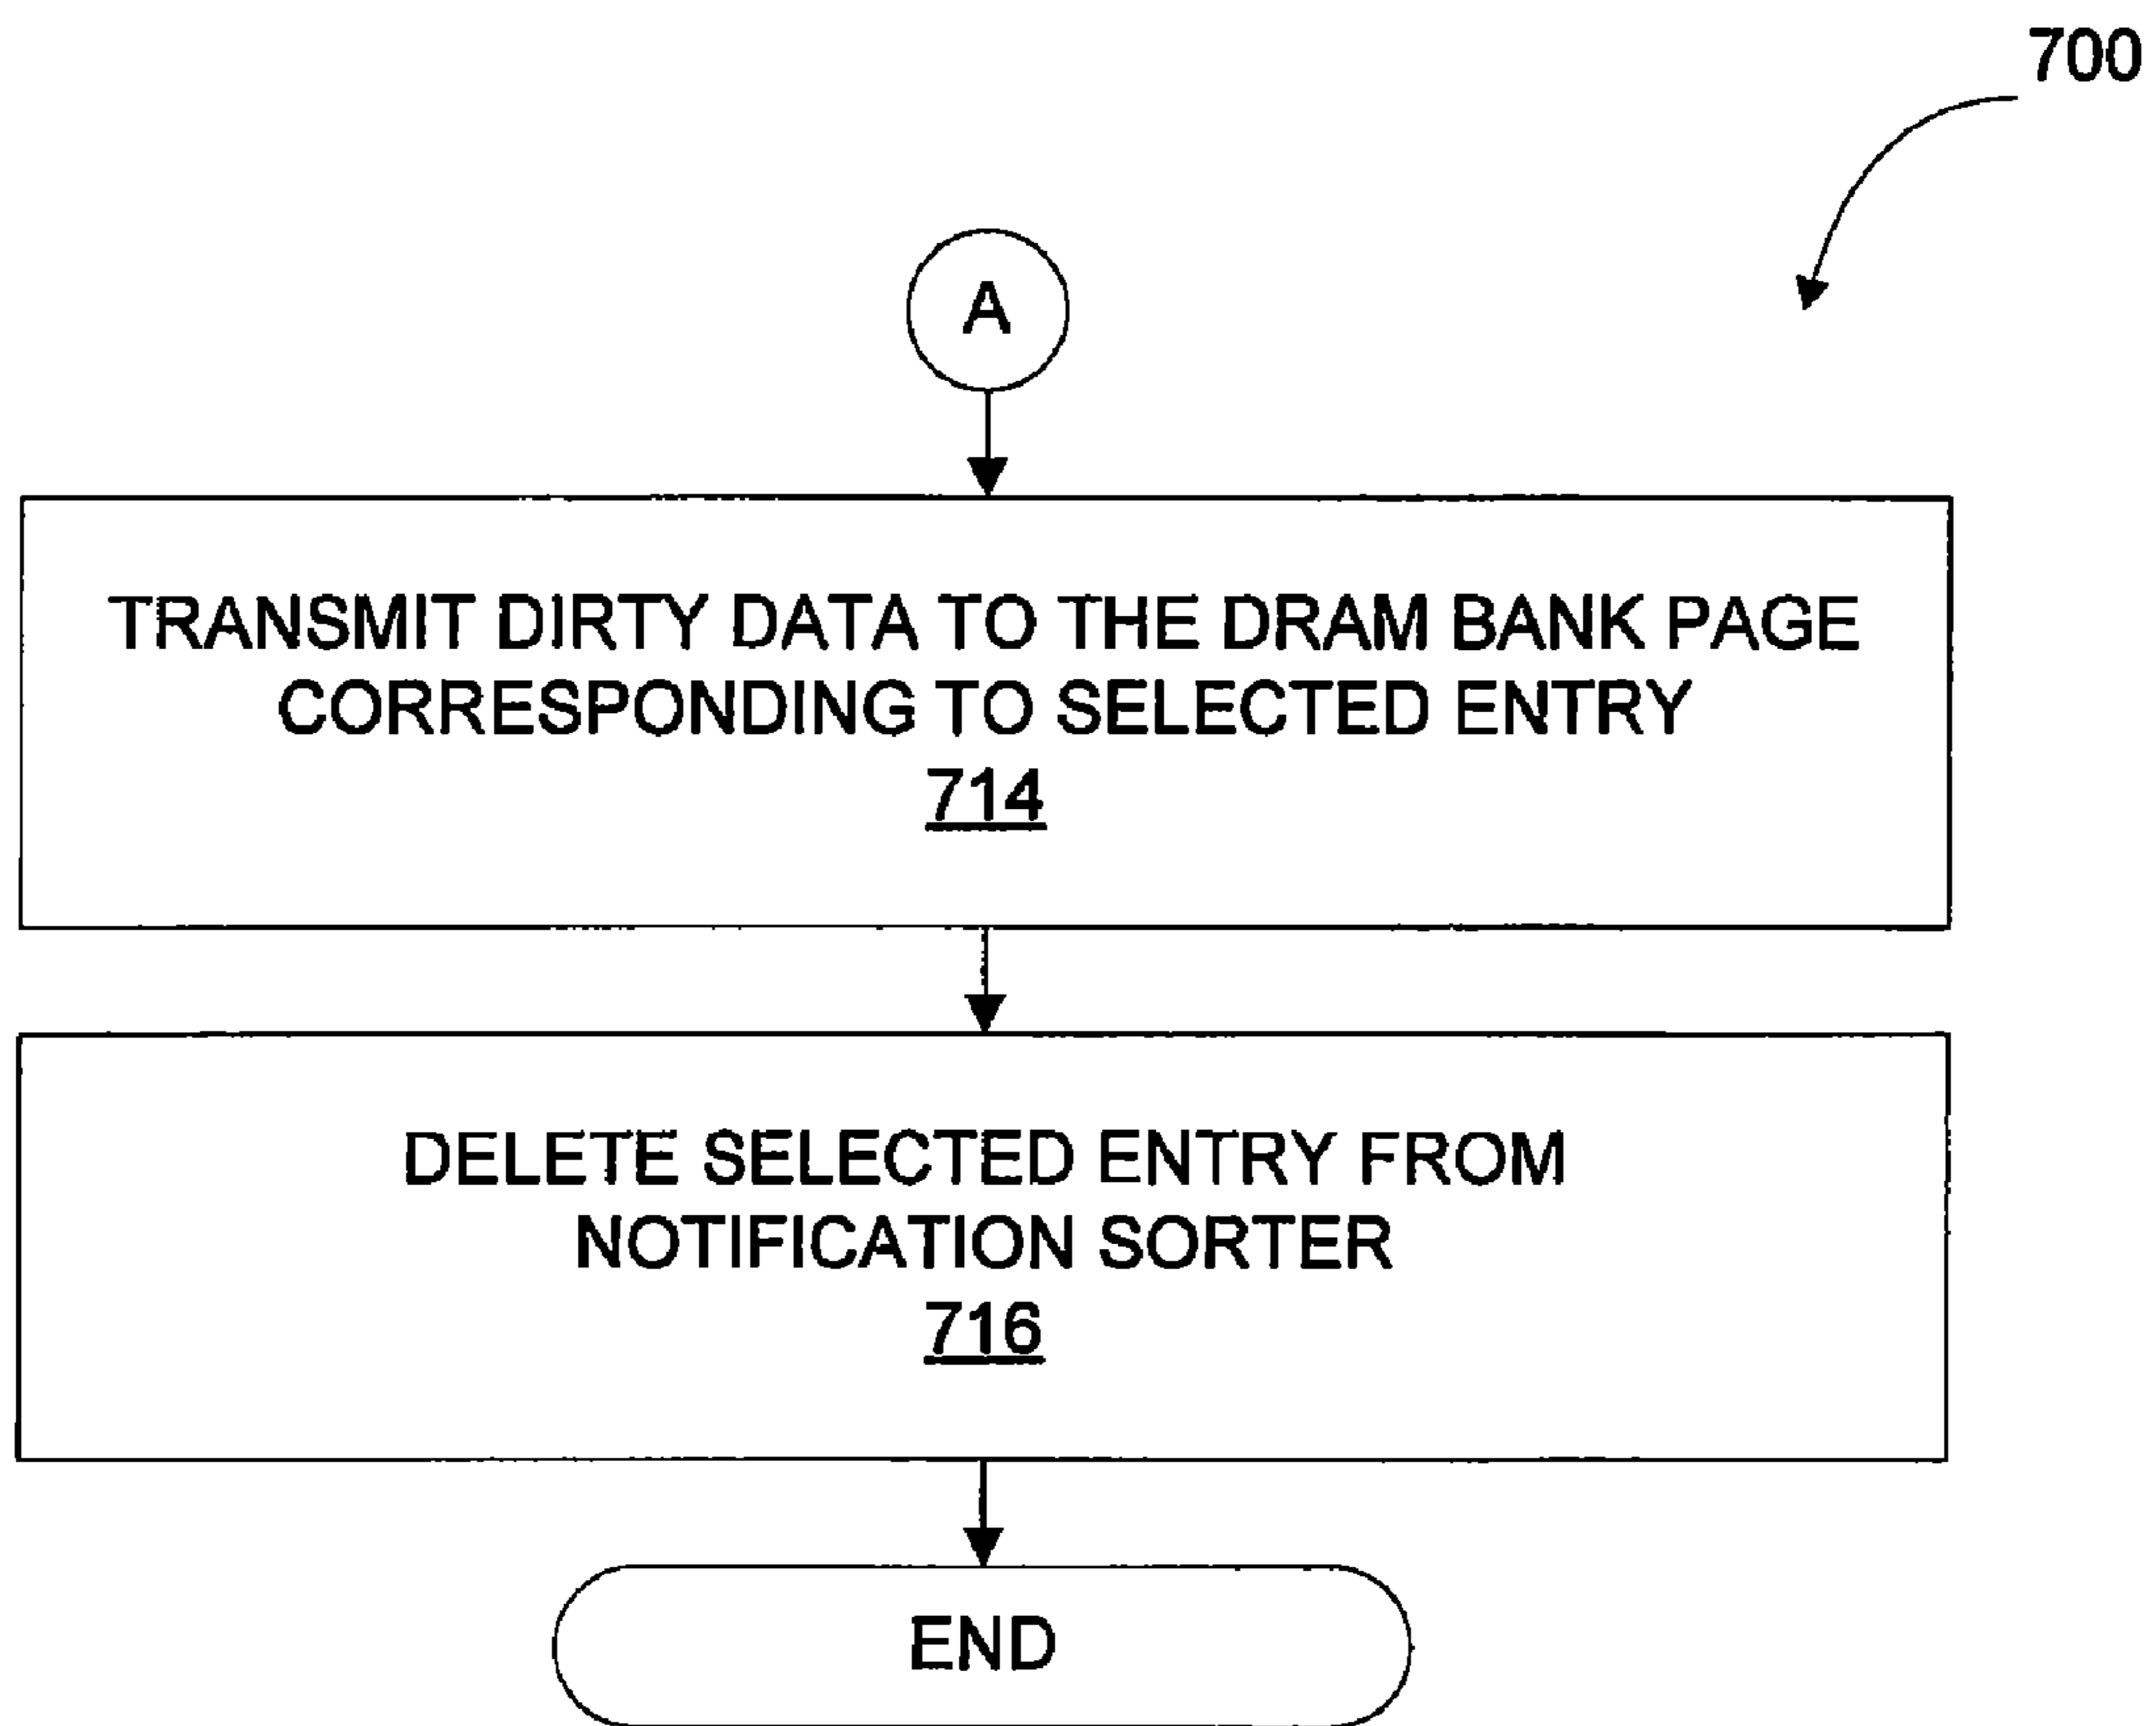 700
A
TRANSMIT DIRTY DATA TO THE DRAM BANK PAGE
CORRESPONDING TO SELECTED ENTRY
714
DELETE SELECTED ENTRY FROM
NOTIFICATION SORTER
716
END